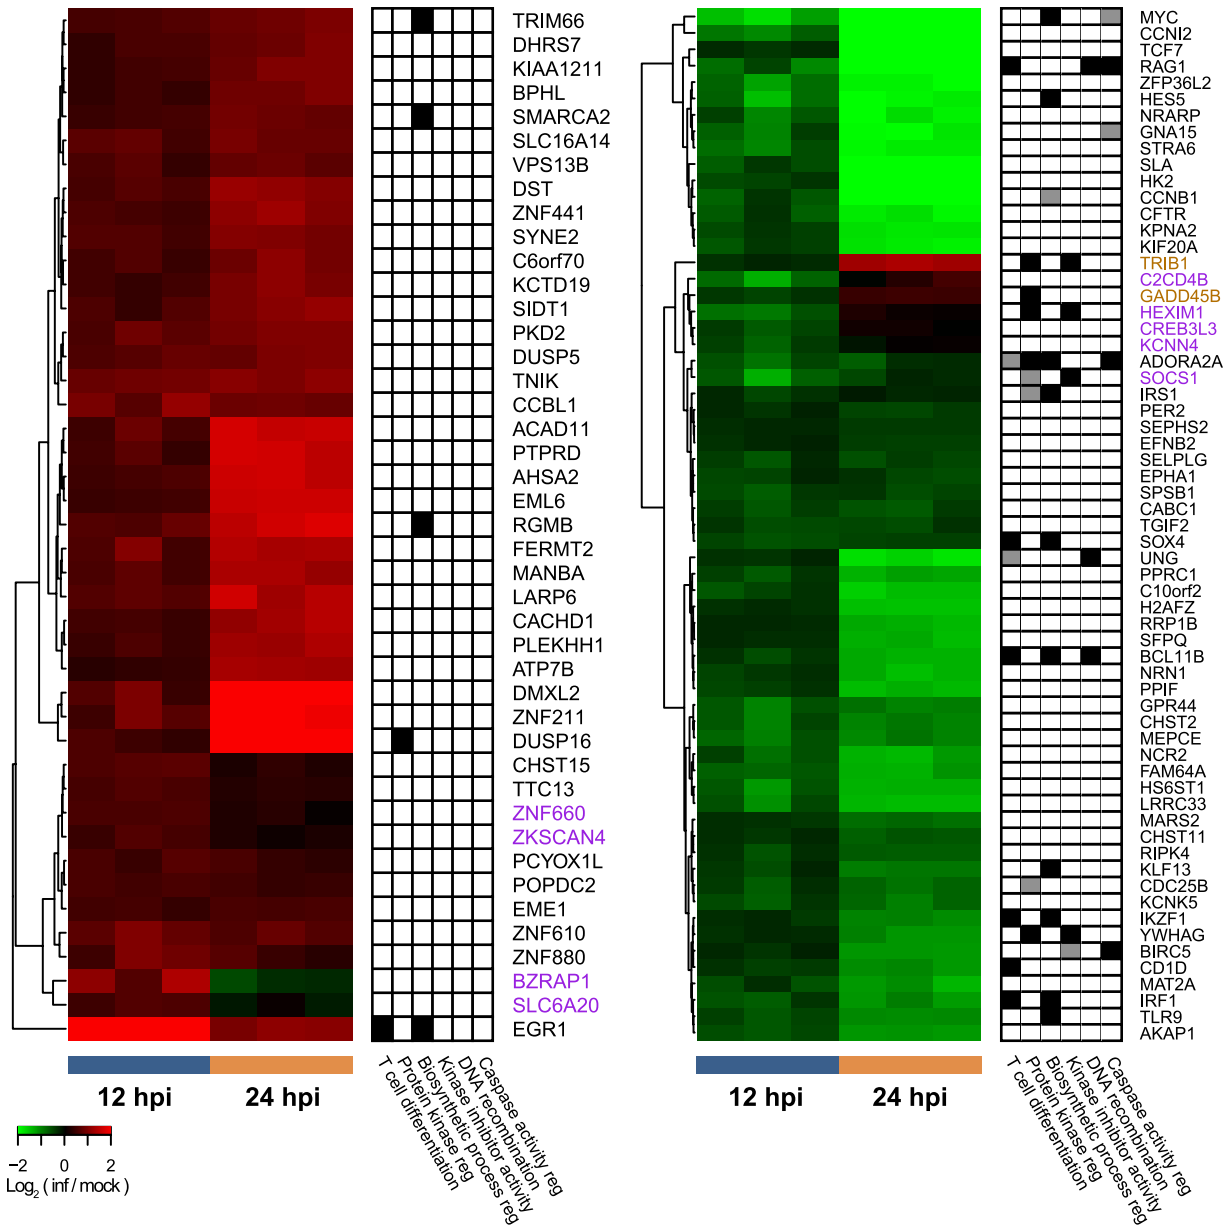 TRIM66
DHRS7
KIAA1211
BPHL
SMARCA2
SLC16A14
VPS13B
DST
ZNF441
SYNE2
C6orf70
KCTD19
SIDT1
PKD2
DUSP5
TNIK
CCBL1
ACAD11
PTPRD
AHSA2
EML6
RGMB
FERMT2
MANBA
LARP6
CACHD1
PLEKHH1
ATP7B
DMXL2
ZNF211
DUSP16
CHST15
TTC13
ZNF660
ZKSCAN4
PCYOX1L
POPDC2
EME1
ZNF610
ZNF880
BZRAP1
SLC6A20
EGR1
12 hpi
24 hpi
T cell differentiation
Protein kinase reg
Biosynthetic process reg
Kinase inhibitor activity
DNA recombination
Caspase activity reg
−2 0 2
Log2 ( inf / mock )
MYC
CCNI2
TCF7
RAG1
ZFP36L2
HES5
NRARP
GNA15
STRA6
SLA
HK2
CCNB1
CFTR
KPNA2
KIF20A
TRIB1
C2CD4B
GADD45B
HEXIM1
CREB3L3
KCNN4
ADORA2A
SOCS1
IRS1
PER2
SEPHS2
EFNB2
SELPLG
EPHA1
SPSB1
CABC1
TGIF2
SOX4
UNG
PPRC1
C10orf2
H2AFZ
RRP1B
SFPQ
BCL11B
NRN1
PPIF
GPR44
CHST2
MEPCE
NCR2
FAM64A
HS6ST1
LRRC33
MARS2
CHST11
RIPK4
KLF13
CDC25B
KCNK5
IKZF1
YWHAG
BIRC5
CD1D
MAT2A
IRF1
TLR9
AKAP1
12 hpi
24 hpi
T cell differentiation
Protein kinase reg
Biosynthetic process reg
Kinase inhibitor activity
DNA recombination
Caspase activity reg